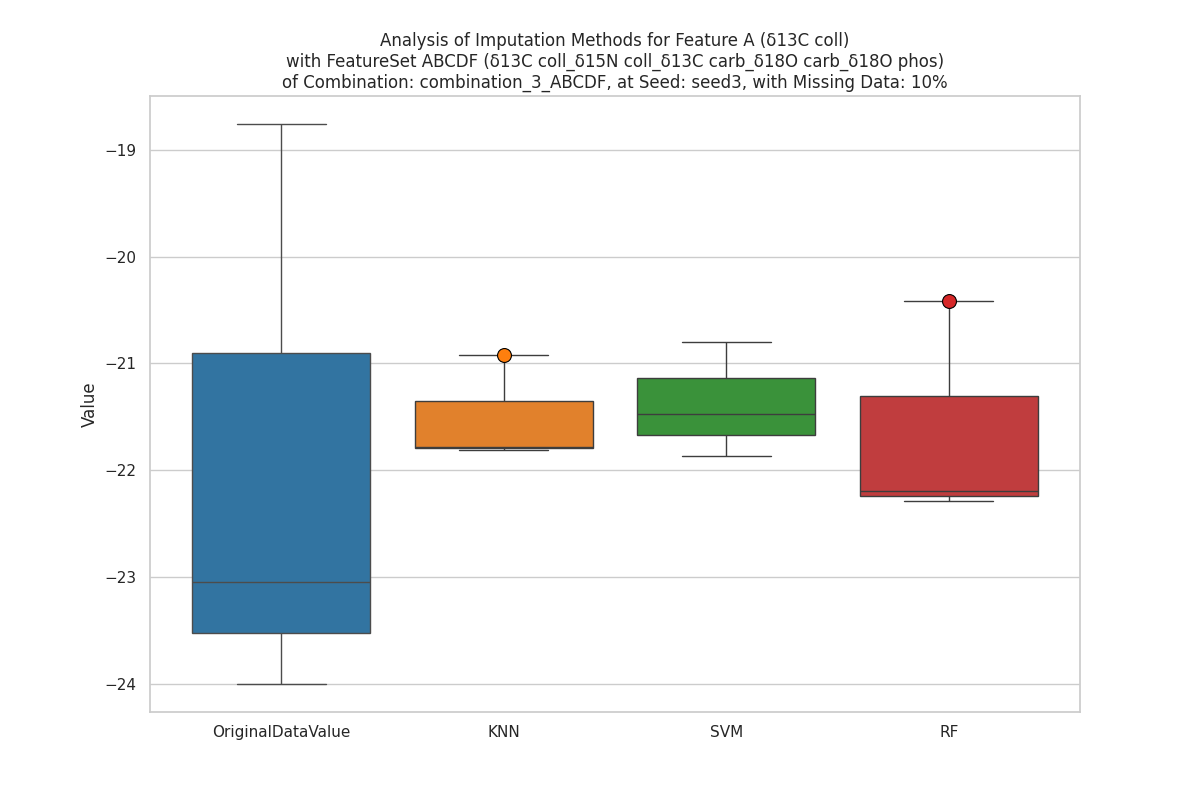 Analysis of Imputation Methods for Feature A (δ13C coll)
with FeatureSet ABCDF (δ13C coll_δ15N coll_δ13C carb_δ18O carb_δ18O phos)
of Combination: combination_3_ABCDF, at Seed: seed3, with Missing Data: 10%
Value
−19
−20
−21
−22
−23
−24
OriginalDataValue
KNN
SVM
RF